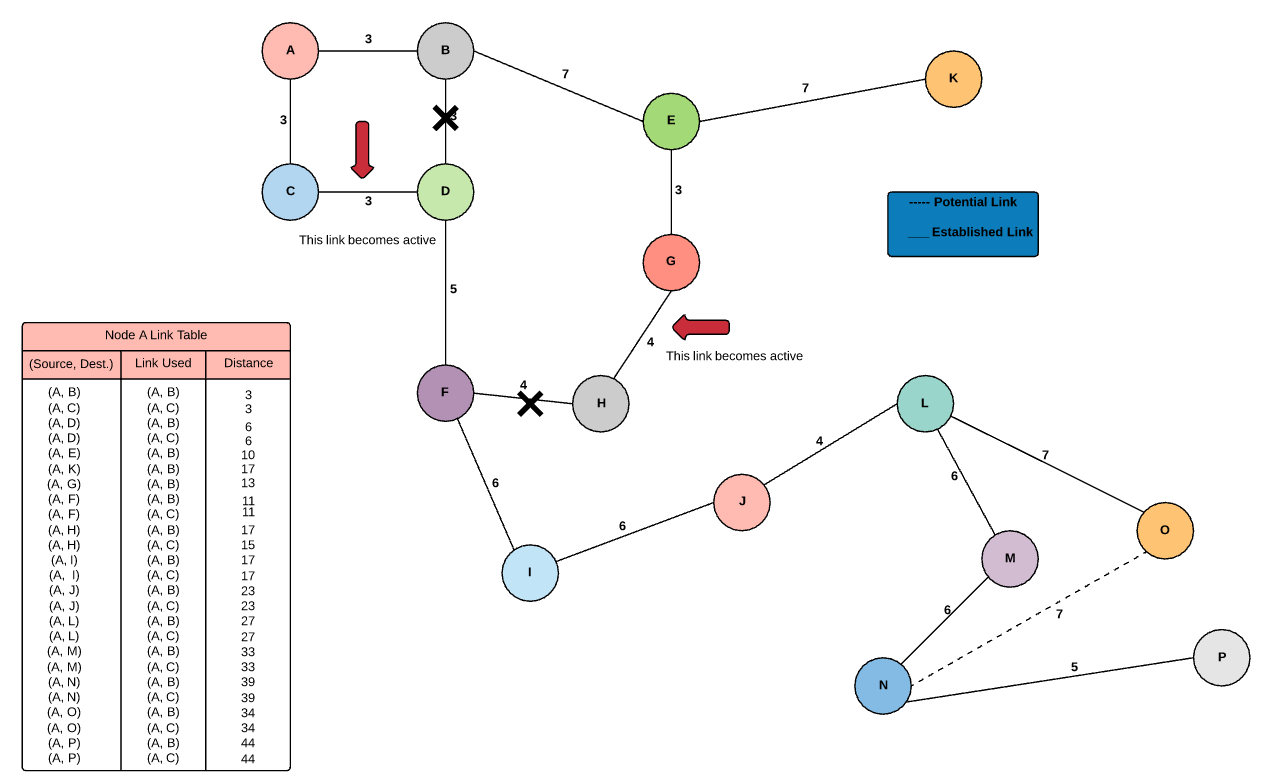 A
3
B
7
E
7
K
3
3
C
3
D
3
This link becomes active
----- Potential Link
___ Established Link
G
5
4
This link becomes active
F
4
H
6
I
6
J
4
L
7
6
O
M
6
7
N
5
P
Node A Link Table
(Source, Dest.) Link Used Distance
(A, B) (A, B) 3
(A, C) (A, C) 3
(A, D) (A, B) 6
(A, D) (A, C) 6
(A, E) (A, B) 10
(A, K) (A, B) 17
(A, G) (A, B) 13
(A, F) (A, B) 11
(A, F) (A, C) 11
(A, H) (A, B) 17
(A, H) (A, C) 15
(A, I) (A, B) 17
(A, I) (A, C) 17
(A, J) (A, B) 23
(A, J) (A, C) 23
(A, L) (A, B) 27
(A, L) (A, C) 27
(A, M) (A, B) 33
(A, M) (A, C) 33
(A, N) (A, B) 39
(A, N) (A, C) 39
(A, O) (A, B) 34
(A, O) (A, C) 34
(A, P) (A, B) 44
(A, P) (A, C) 44